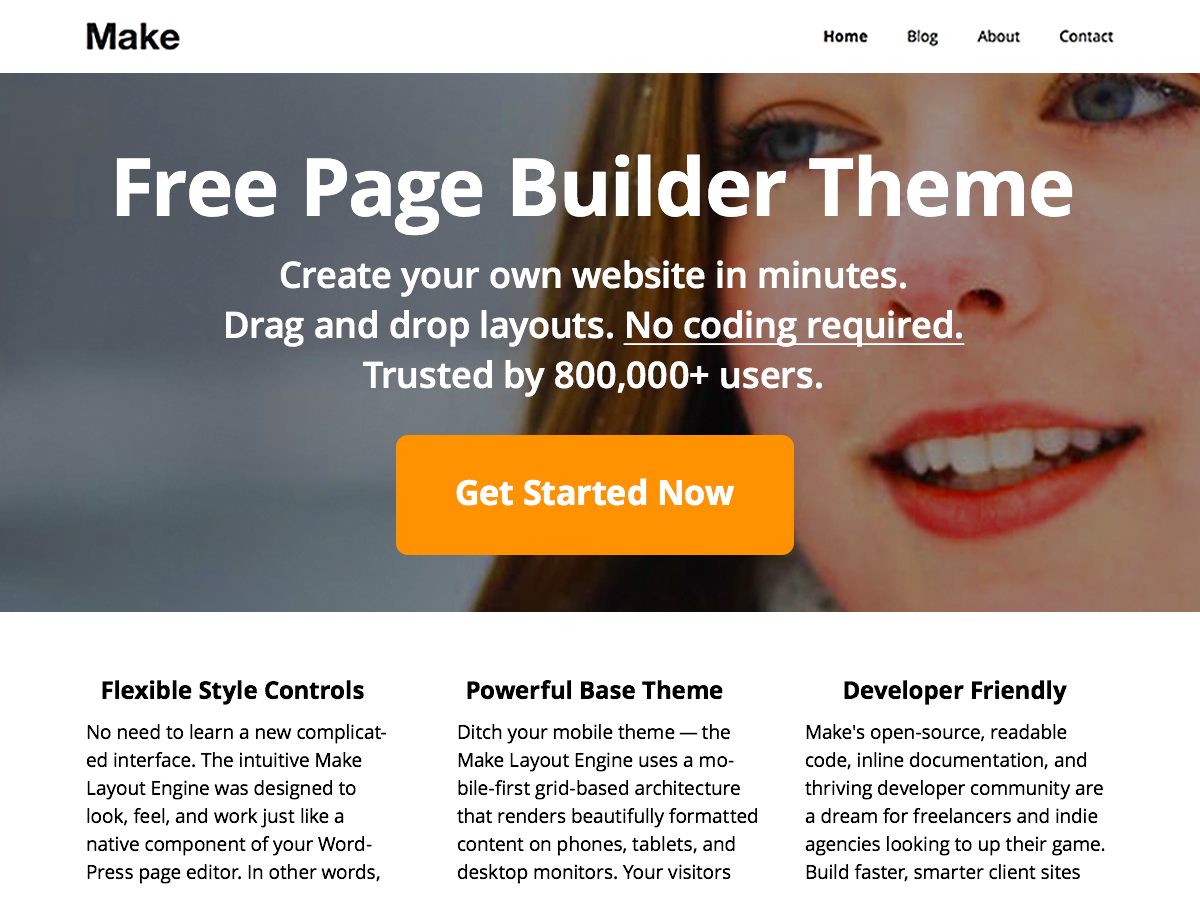 Make
Home Blog About Contact
Free Page Builder Theme
Create your own website in minutes.
Drag and drop layouts. No coding required.
Trusted by 800,000+ users.
Get Started Now
Flexible Style Controls
No need to learn a new complicat-
ed interface. The intuitive Make
Layout Engine was designed to
look, feel, and work just like a
native component of your Word-
Press page editor. In other words,
Powerful Base Theme
Ditch your mobile theme — the
Make Layout Engine uses a mo-
bile-first grid-based architecture
that renders beautifully formatted
content on phones, tablets, and
desktop monitors. Your visitors
Developer Friendly
Make's open-source, readable
code, inline documentation, and
thriving developer community are
a dream for freelancers and indie
agencies looking to up their game.
Build faster, smarter client sites